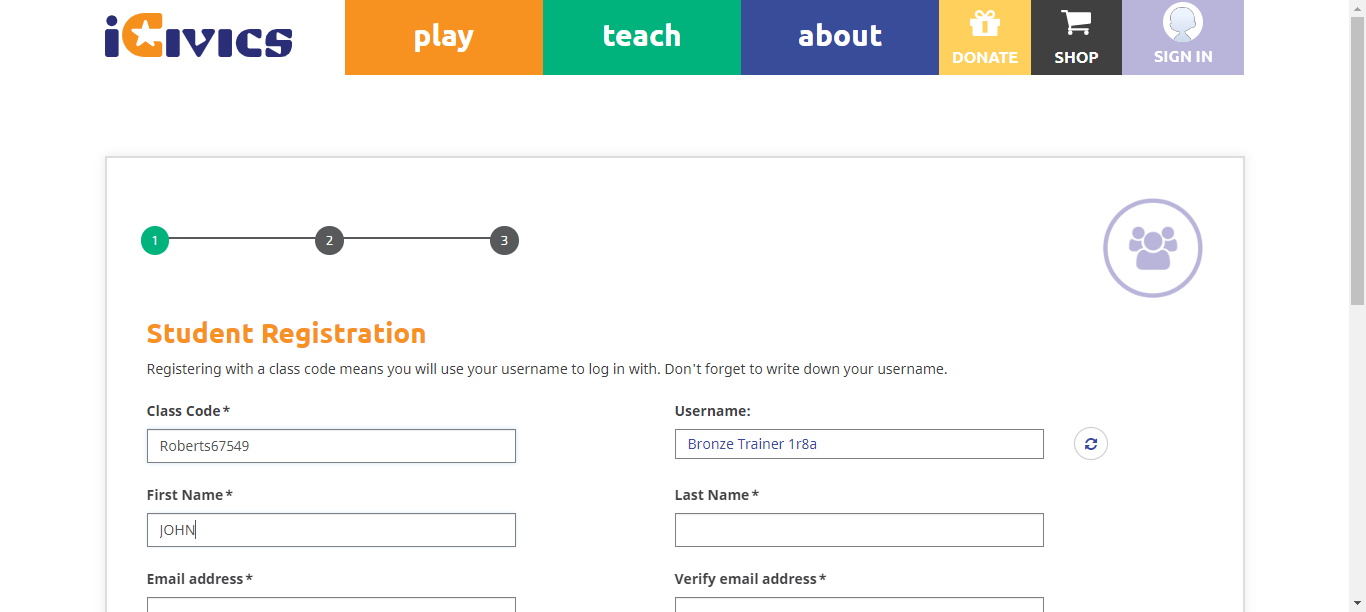 iCivics
play
teach
about
DONATE
SHOP
SIGN IN
1
2
3
Student Registration
Registering with a class code means you will use your username to log in with. Don't forget to write down your username.
Class Code*
Username:
Roberts67549
Bronze Trainer 1r8a
First Name*
Last Name*
JOHN
Email address*
Verify email address*